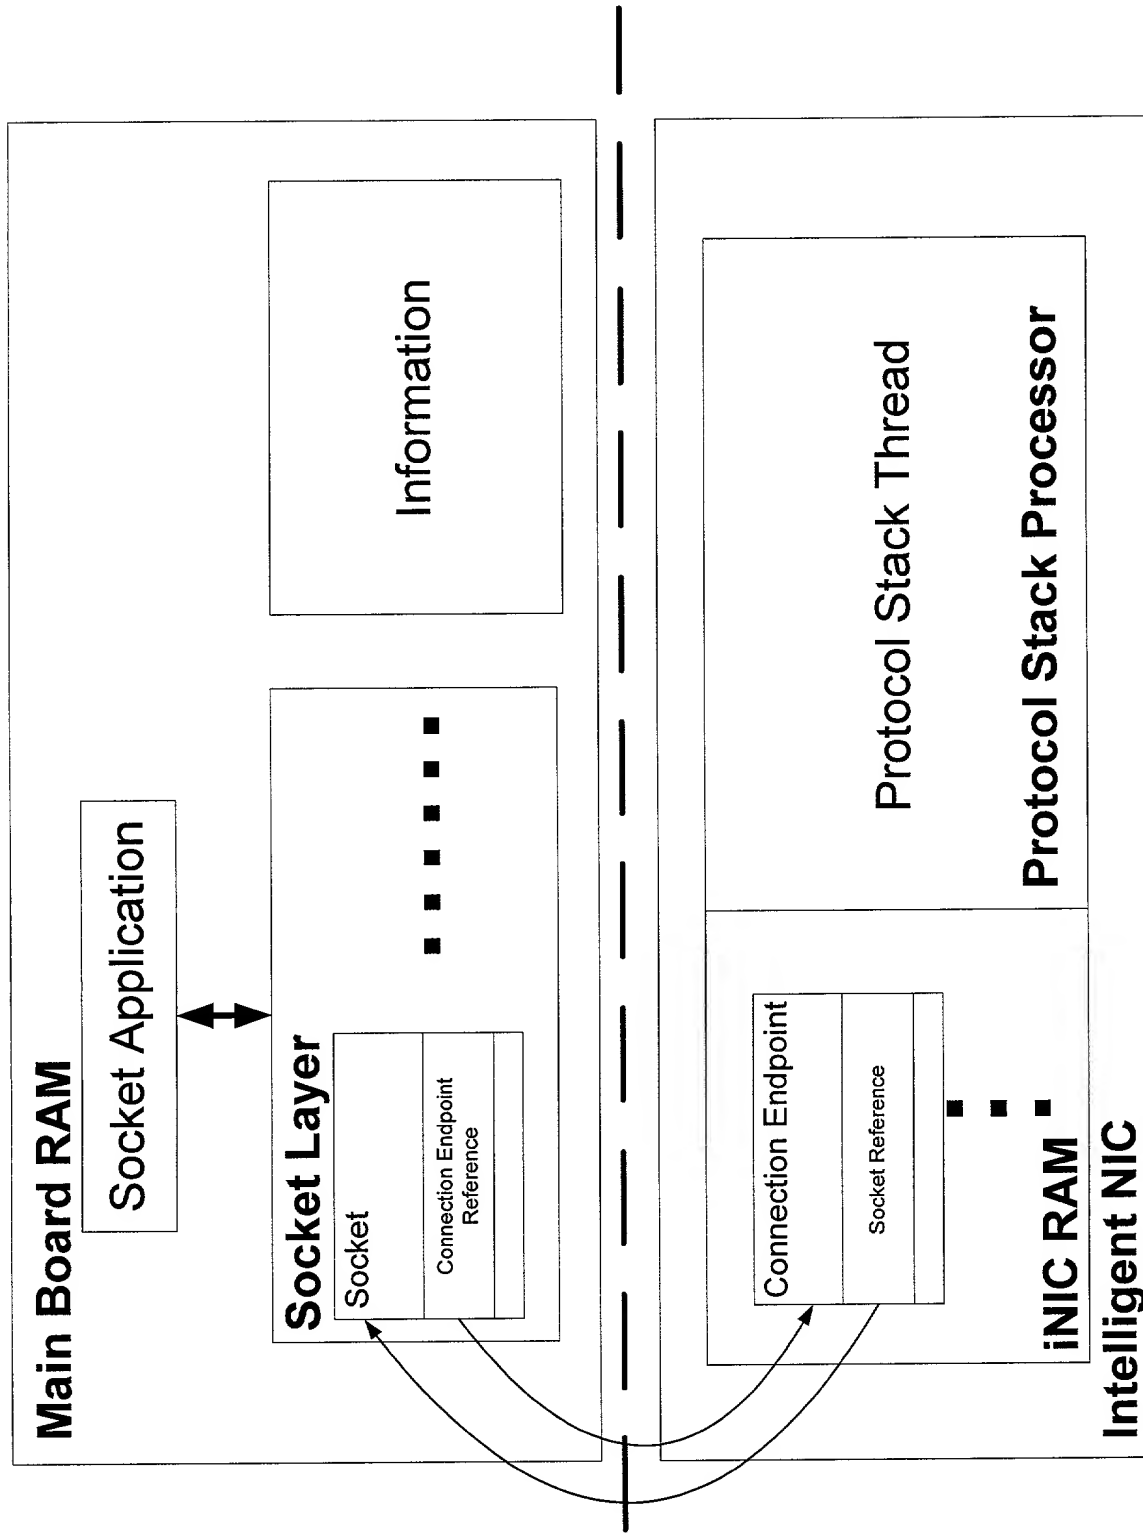 Main Board RAM
Socket Application
Socket Layer
Socket
Connection Endpoint
Reference
Information
Connection Endpoint
Socket Reference
iNIC RAM
Protocol Stack Thread
Protocol Stack Processor
Intelligent NIC